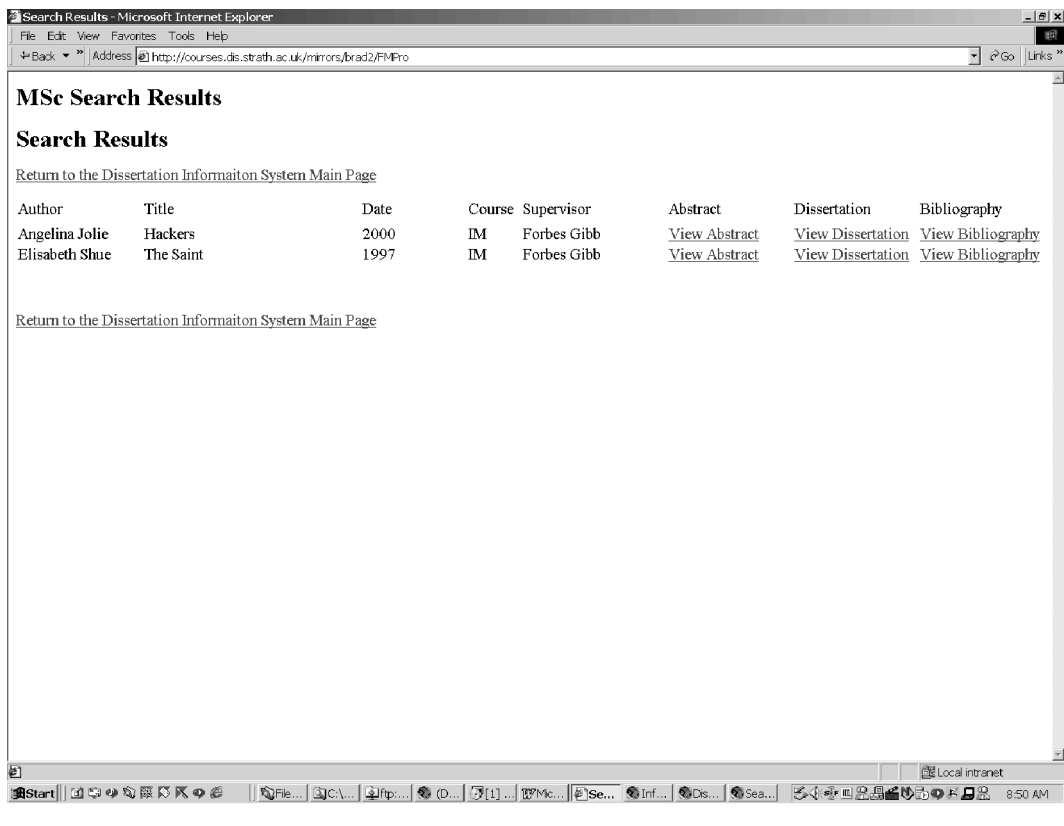 Search Results - Microsoft Internet Explorer
File Edit View Favorites Tools Help
Back » Address http://courses.dis.strath.ac.uk/mirrors/brad2/FMPro Go Links »
MSc Search Results
Search Results
Return to the Dissertation Informaiton System Main Page
Author Title Date Course Supervisor Abstract Dissertation Bibliography
Angelina Jolie Hackers 2000 IM Forbes Gibb View Abstract View Dissertation View Bibliography
Elisabeth Shue The Saint 1997 IM Forbes Gibb View Abstract View Dissertation View Bibliography
Return to the Dissertation Informaiton System Main Page
Local intranet
Start File... C:\... ftp:... (D... [1] ... Mic... Se... Inf... Dis... Sea... 8:50 AM